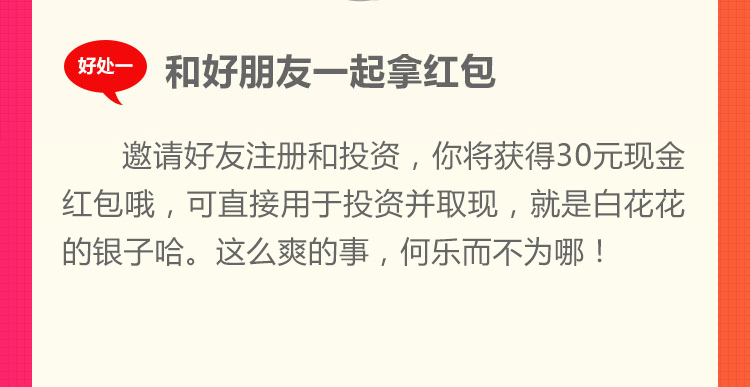 好处一
和好朋友一起拿红包
邀请好友注册和投资，你将获得30元现金
红包哦，可直接用于投资并取现，就是白花花
的银子哈。这么爽的事，何乐而不为哪！